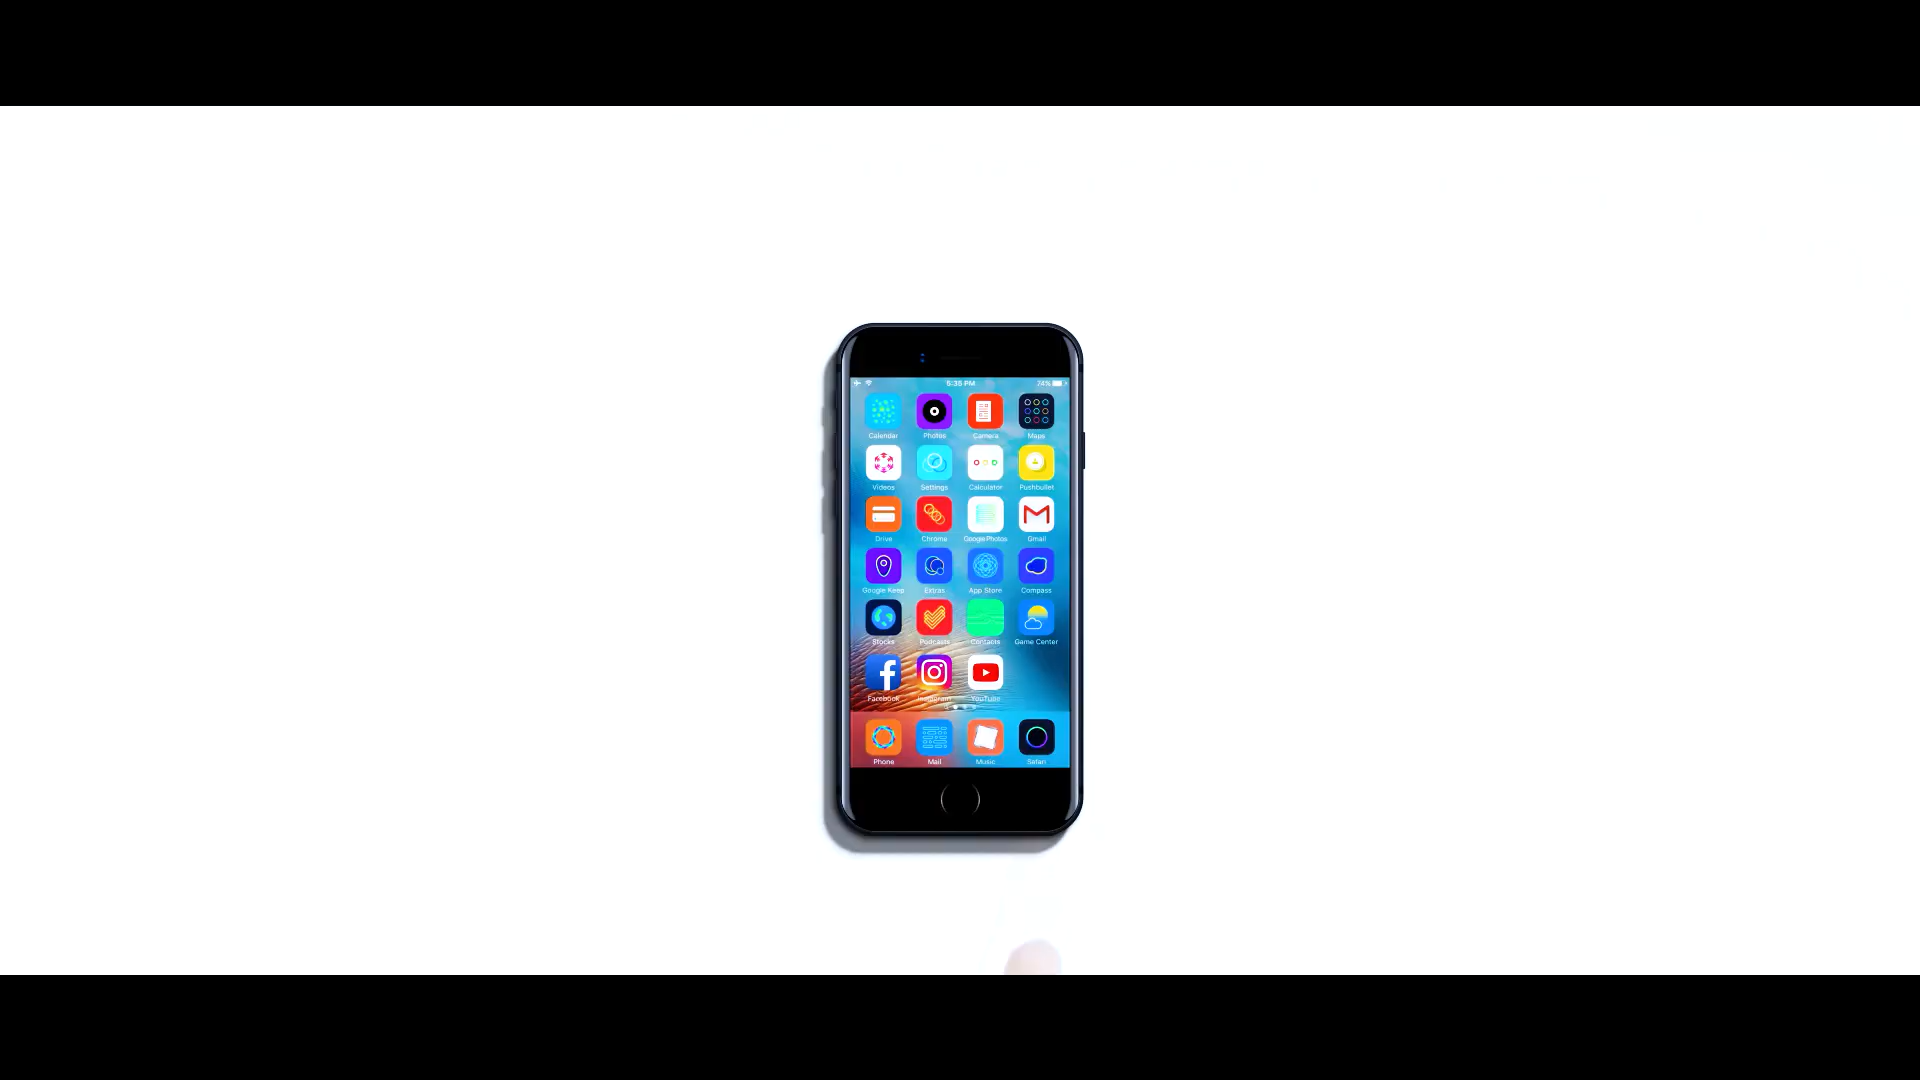 5:35 PM 74%
Calendar Photos Camera Maps
Videos Settings Calculator Pushbullet
Drive Chrome Google Photos Gmail
Google Keep Extras App Store Compass
Stocks Podcasts Contacts Game Center
Facebook Instagram YouTube
Phone Mail Music Safari